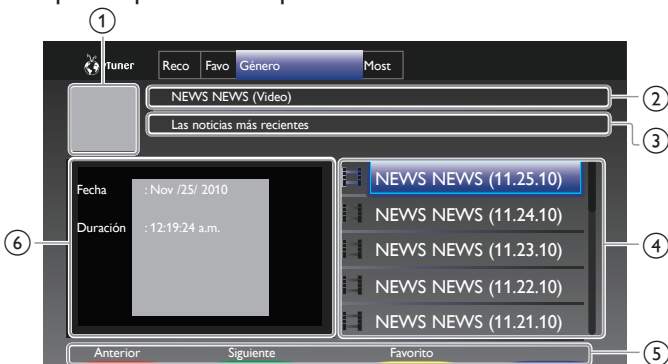 1
vTuner Reco Favo Género Most
NEWS NEWS (Video)
2
Las noticias más recientes
3
Fecha : Nov /25/ 2010
Duración : 12:19:24 a.m.
6
NEWS NEWS (11.25.10)
NEWS NEWS (11.24.10)
NEWS NEWS (11.23.10)
NEWS NEWS (11.22.10)
NEWS NEWS (11.21.10)
4
Anterior Siguiente Favorito
5